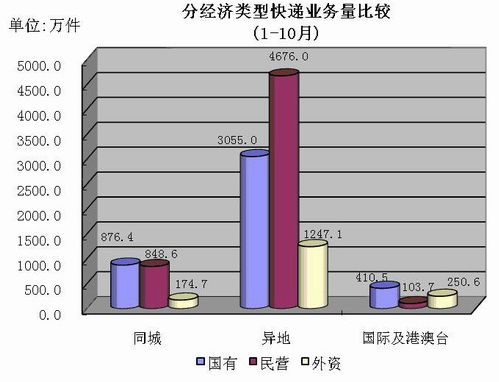 分经济类型快递业务量比较
(1-10月)
单位:万件
5000.0
4500.0
4000.0
3500.0
3000.0
2500.0
2000.0
1500.0
1000.0
500.0
0.0
876.4
848.6
174.7
3055.0
4676.0
1247.1
410.5
103.7
250.6
同城
异地
国际及港澳台
国有
民营
外资